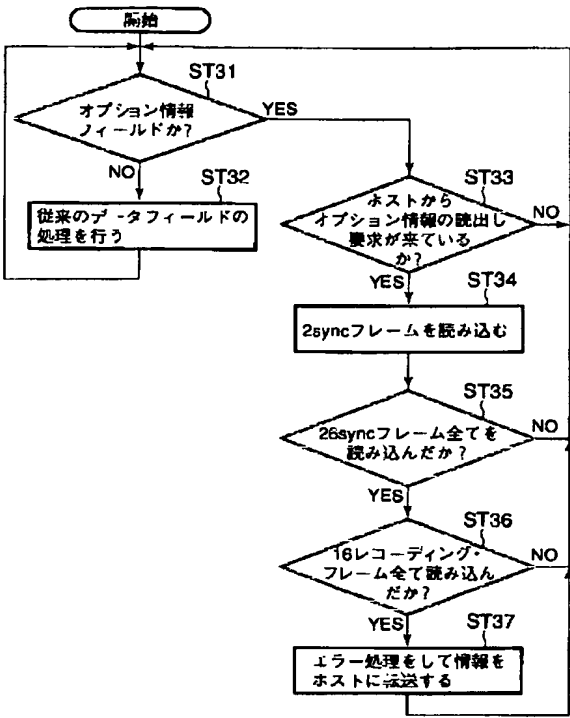 開始
ST31
オプション情報
フィールドか?
YES
NO
ST32
従来のデータフィールドの
処理を行う
ST33
ホストから
オプション情報の読出し
要求が来ている
か?
NO
YES
ST34
2syncフレームを読み込む
ST35
26syncフレーム全てを
読み込んだか?
NO
YES
ST36
16レコーディング・
フレーム全て読み込ん
だか?
NO
YES
ST37
エラー処理をして情報を
ホストに転送する